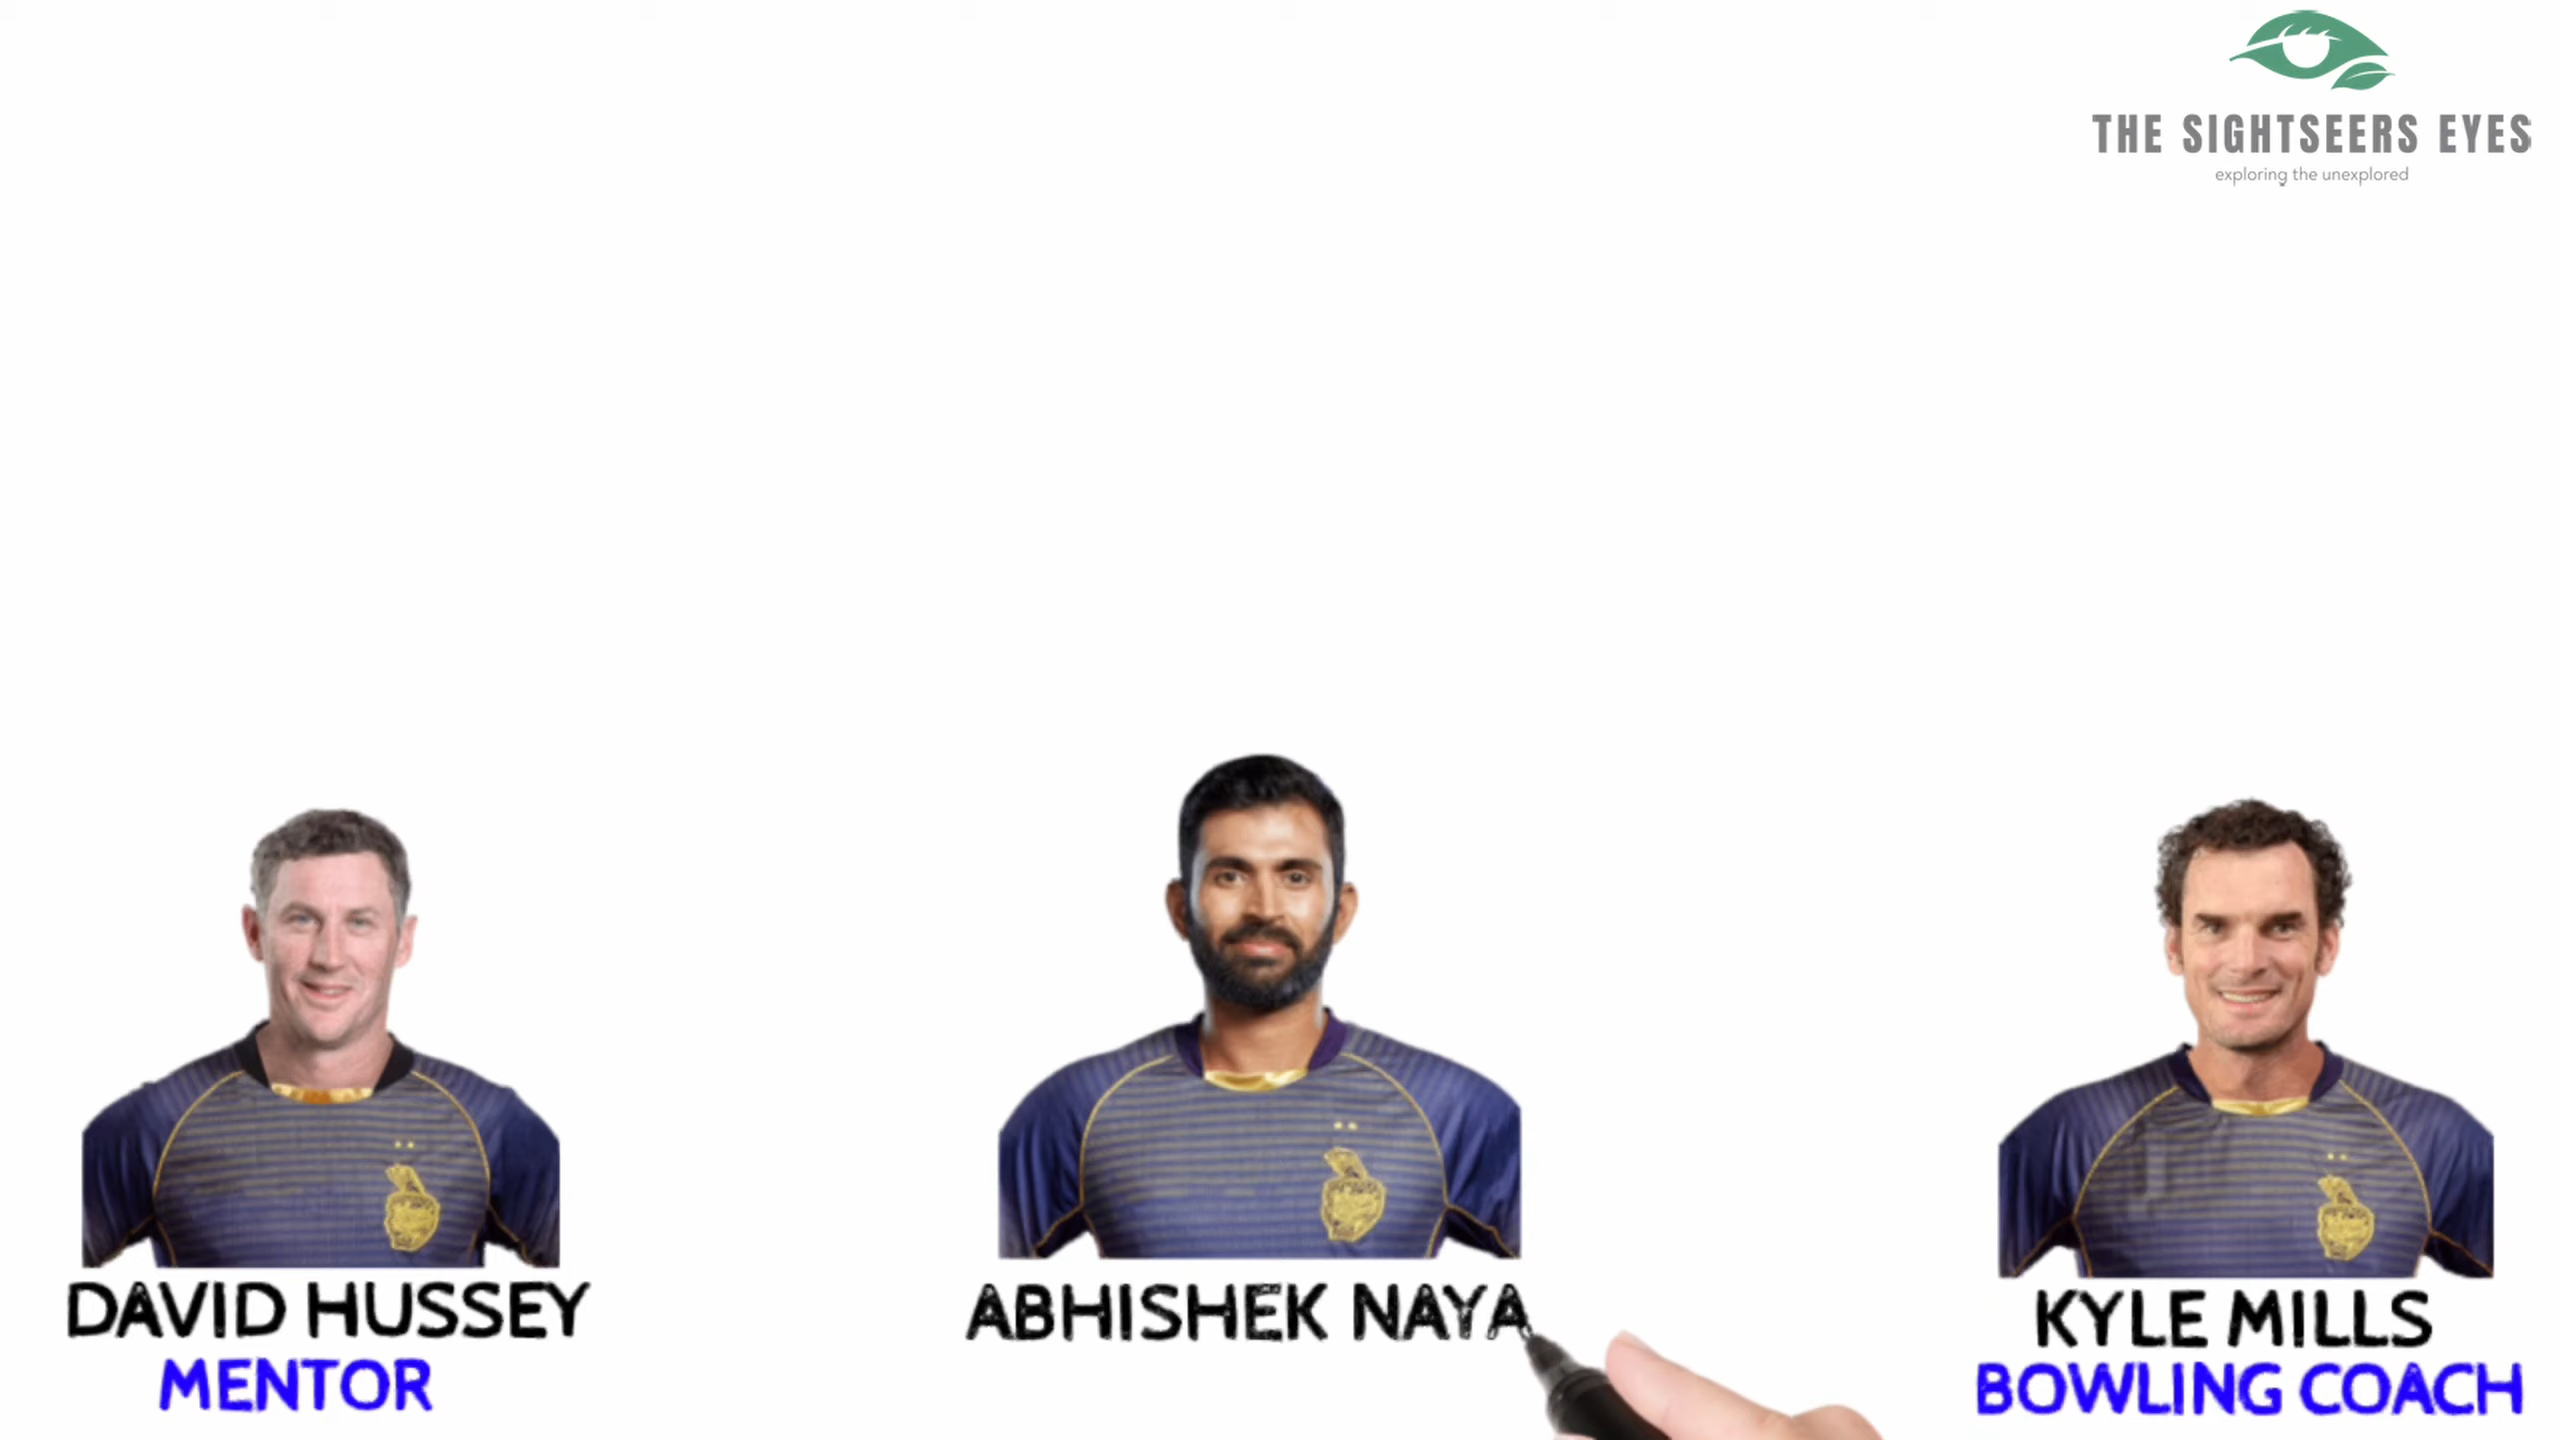 THE SIGHTSEERS EYES
exploring the unexplored
DAVID HUSSEY
MENTOR
ABHISHEK NAYA
KYLE MILLS
BOWLING COACH